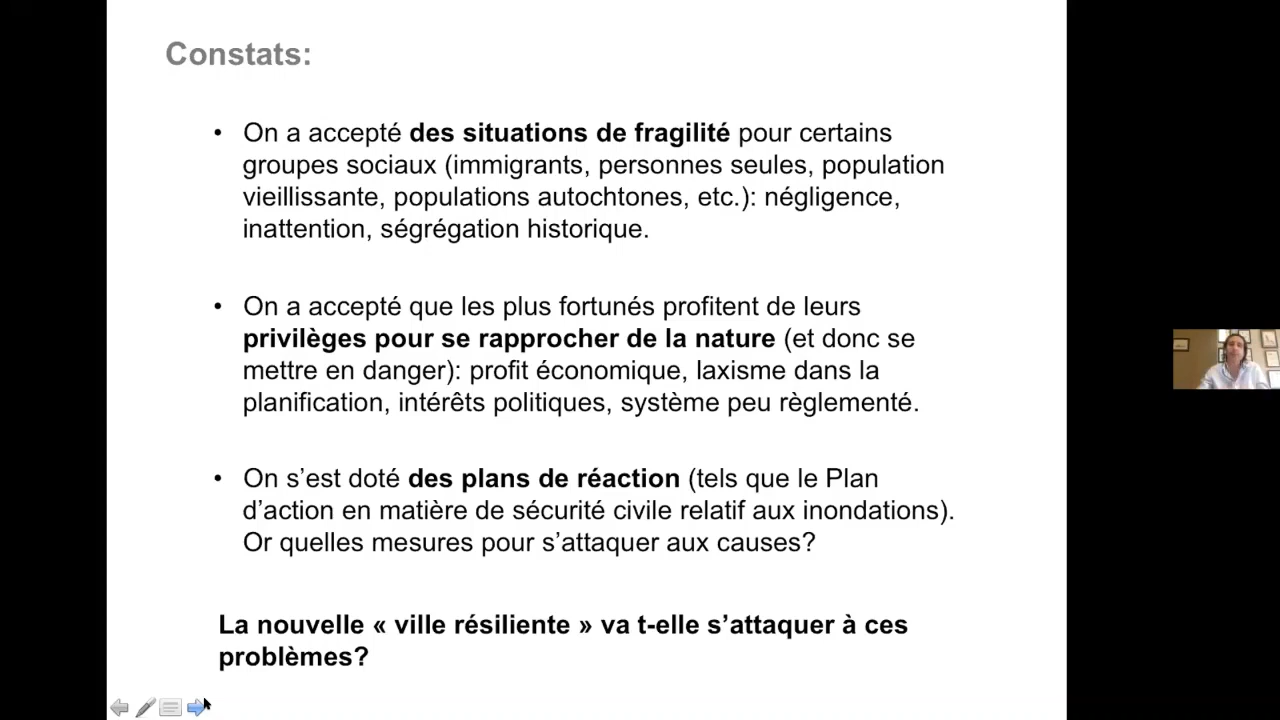 Constats:
• On a accepté des situations de fragilité pour certains
groupes sociaux (immigrants, personnes seules, population
vieillissante, populations autochtones, etc.): négligence,
inattention, ségrégation historique.
• On a accepté que les plus fortunés profitent de leurs
privilèges pour se rapprocher de la nature (et donc se
mettre en danger): profit économique, laxisme dans la
planification, intérêts politiques, système peu règlementé.
• On s’est doté des plans de réaction (tels que le Plan
d’action en matière de sécurité civile relatif aux inondations).
Or quelles mesures pour s’attaquer aux causes?
La nouvelle « ville résiliente » va t-elle s’attaquer à ces
problèmes?